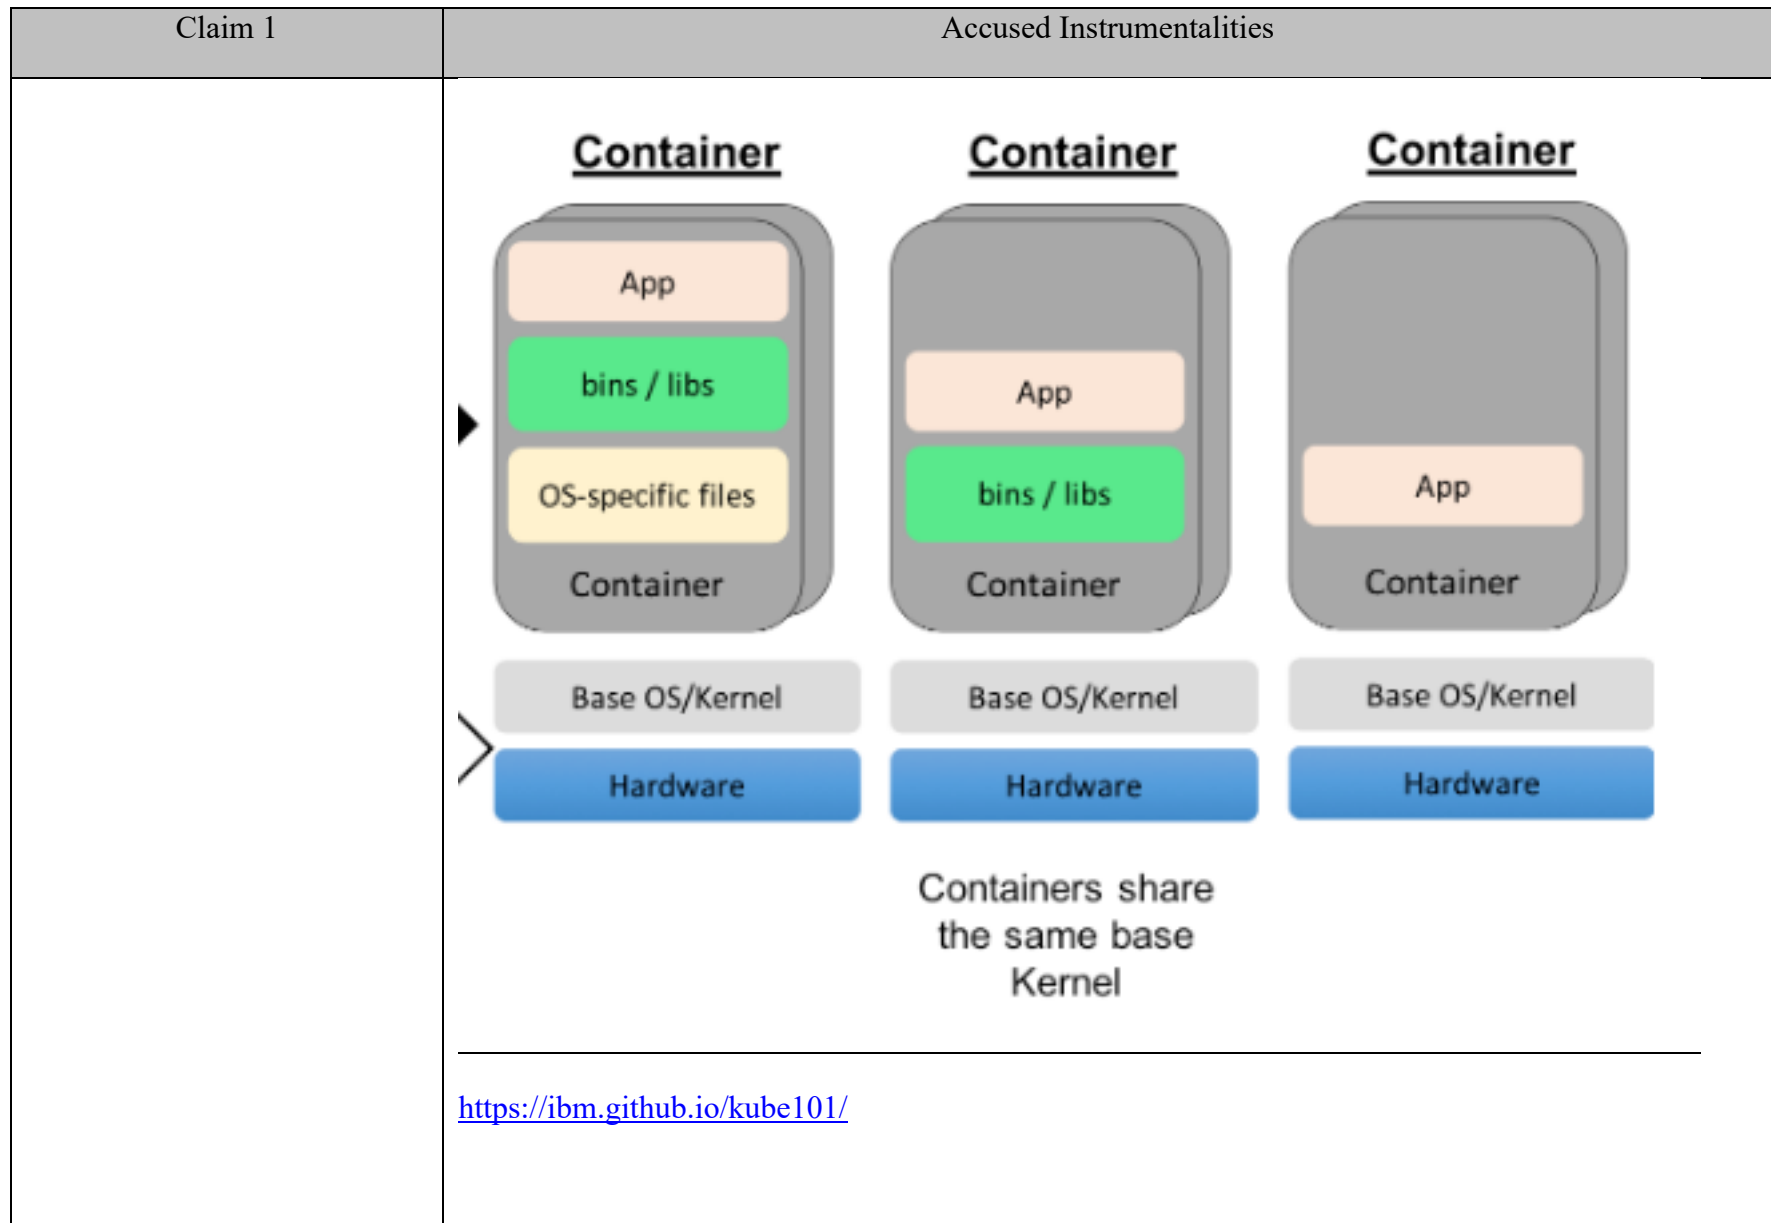 Claim 1
Accused Instrumentalities
Container
App
bins / libs
OS-specific files
Container
Base OS/Kernel
Hardware
Container
App
bins / libs
Container
Base OS/Kernel
Hardware
Container
App
Container
Base OS/Kernel
Hardware
Containers share
the same base
Kernel
https://ibm.github.io/kube101/